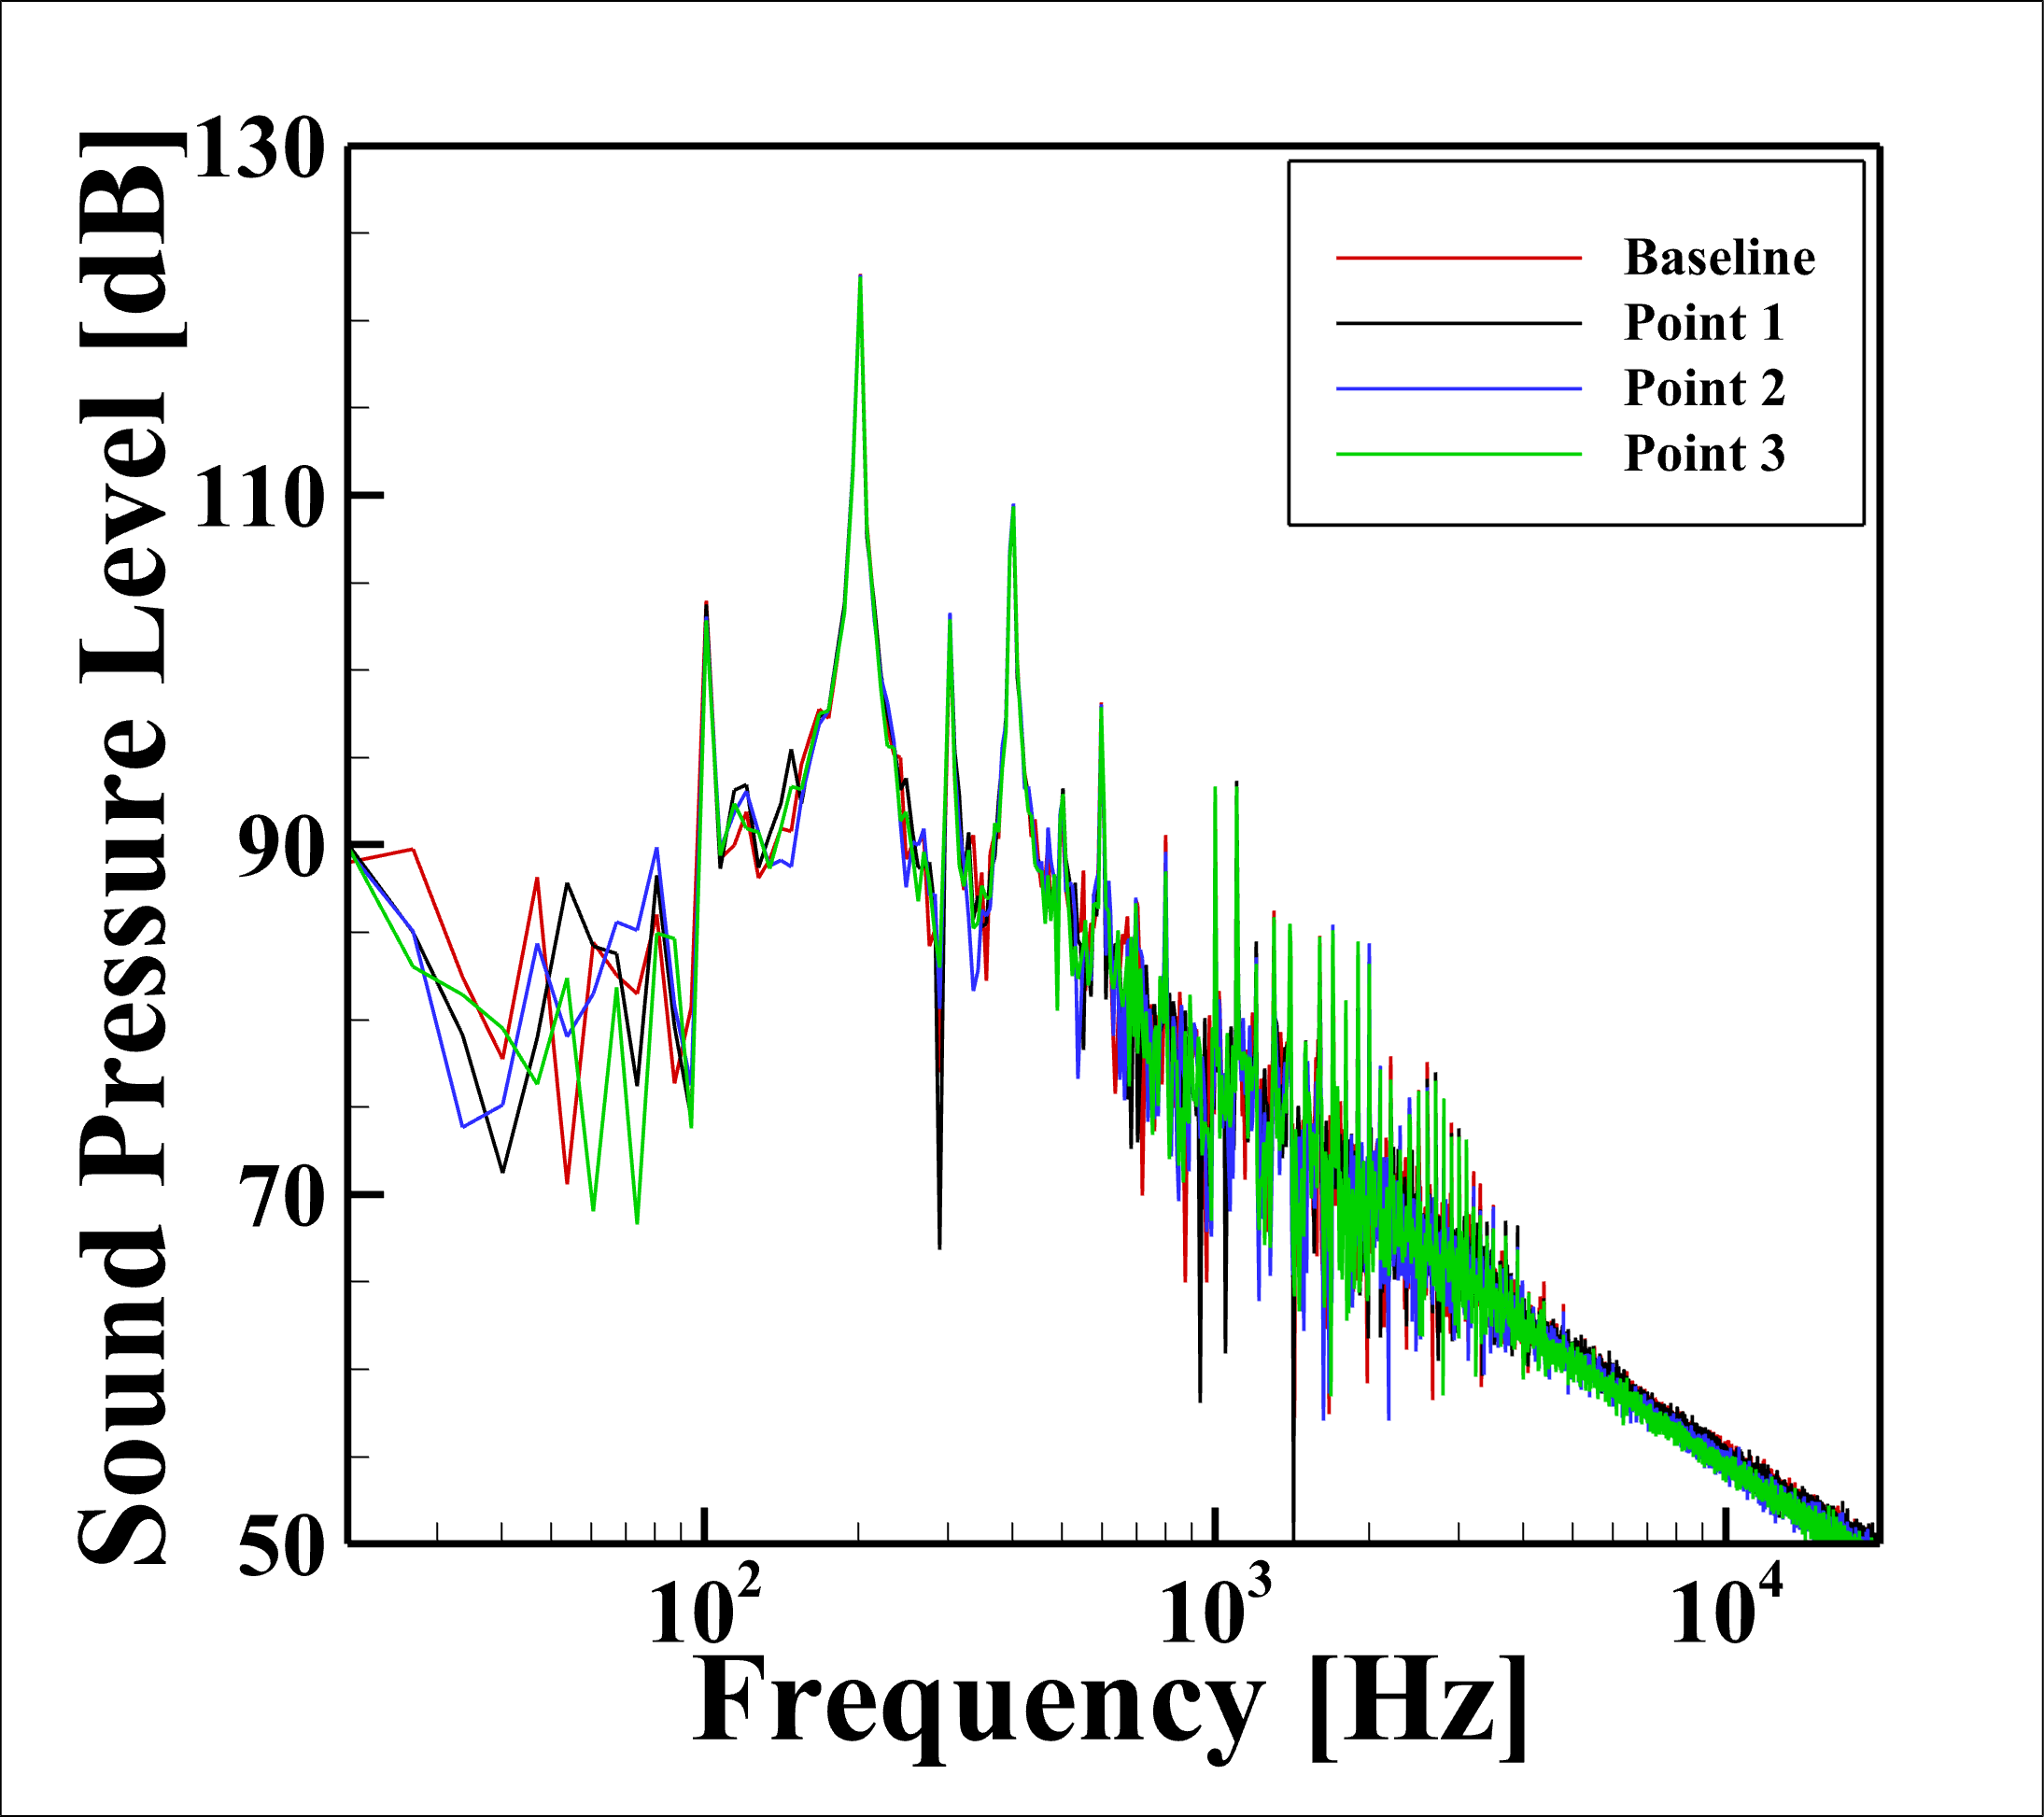 Sound Pressure Level [dB]
130
110
90
70
50
Baseline
Point 1
Point 2
Point 3
10²
10³
10⁴
Frequency [Hz]